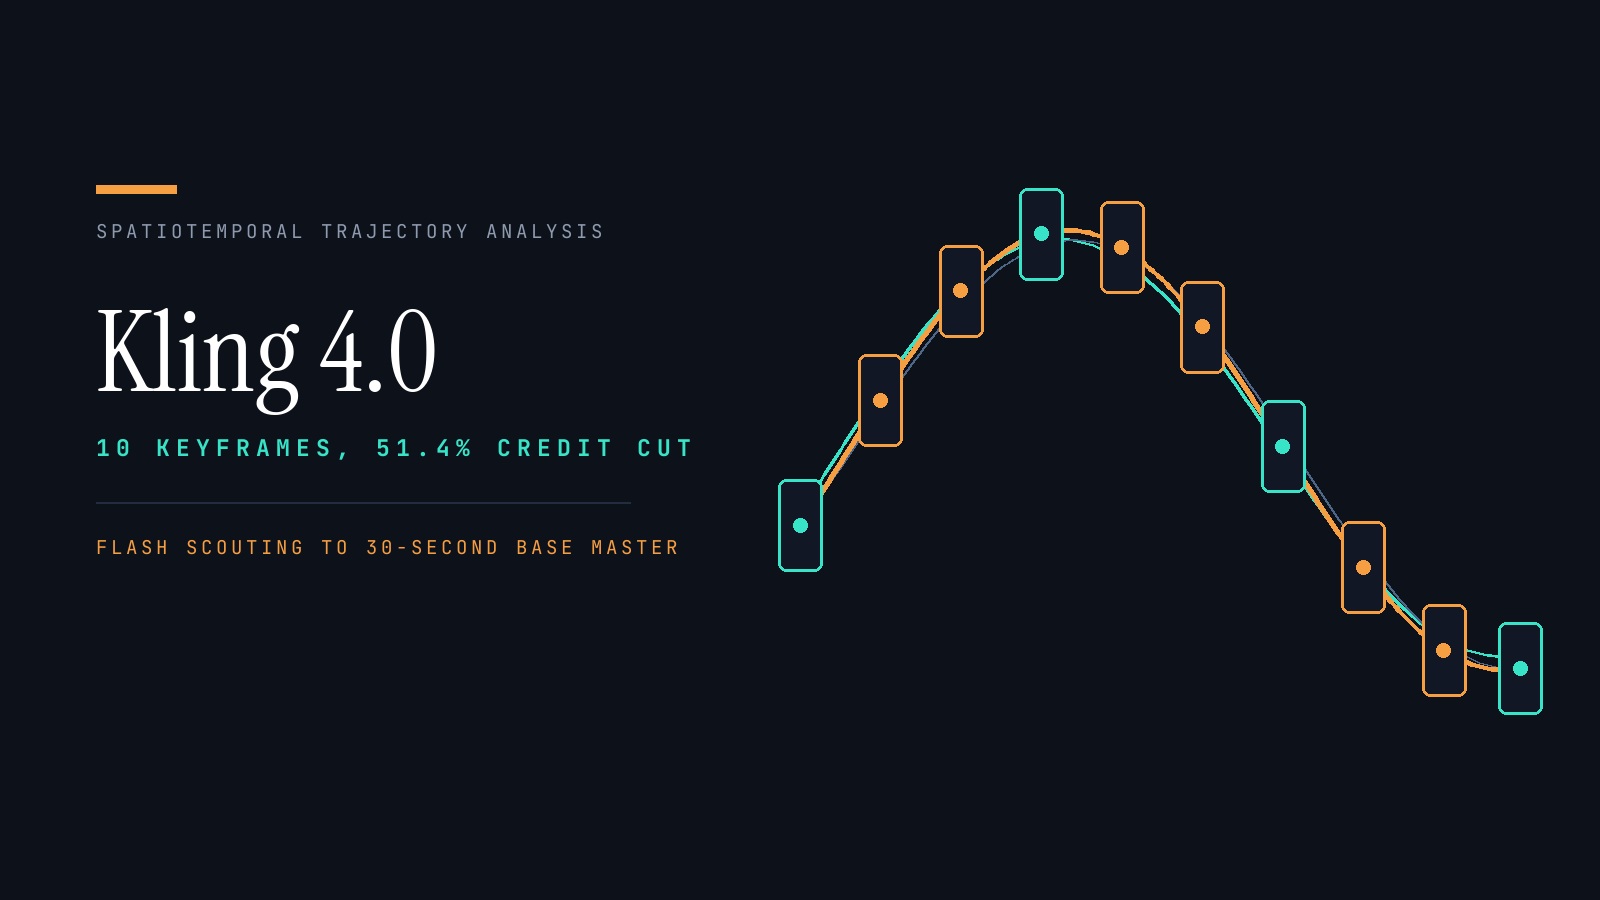 SPATIOTEMPORAL TRAJECTORY ANALYSIS
Kling 4.0
10 KEYFRAMES, 51.4% CREDIT CUT
FLASH SCOUTING TO 30-SECOND BASE MASTER